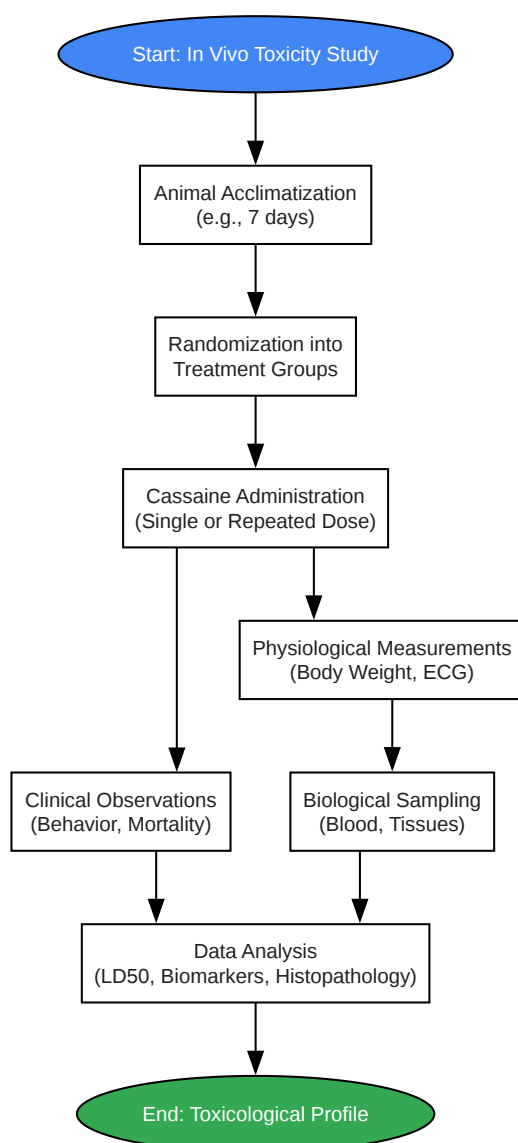 Start: In Vivo Toxicity Study
Animal Acclimatization
(e.g., 7 days)
Randomization into
Treatment Groups
Cassaine Administration
(Single or Repeated Dose)
Physiological Measurements
(Body Weight, ECG)
Clinical Observations
(Behavior, Mortality)
Biological Sampling
(Blood, Tissues)
Data Analysis
(LD50, Biomarkers, Histopathology)
End: Toxicological Profile